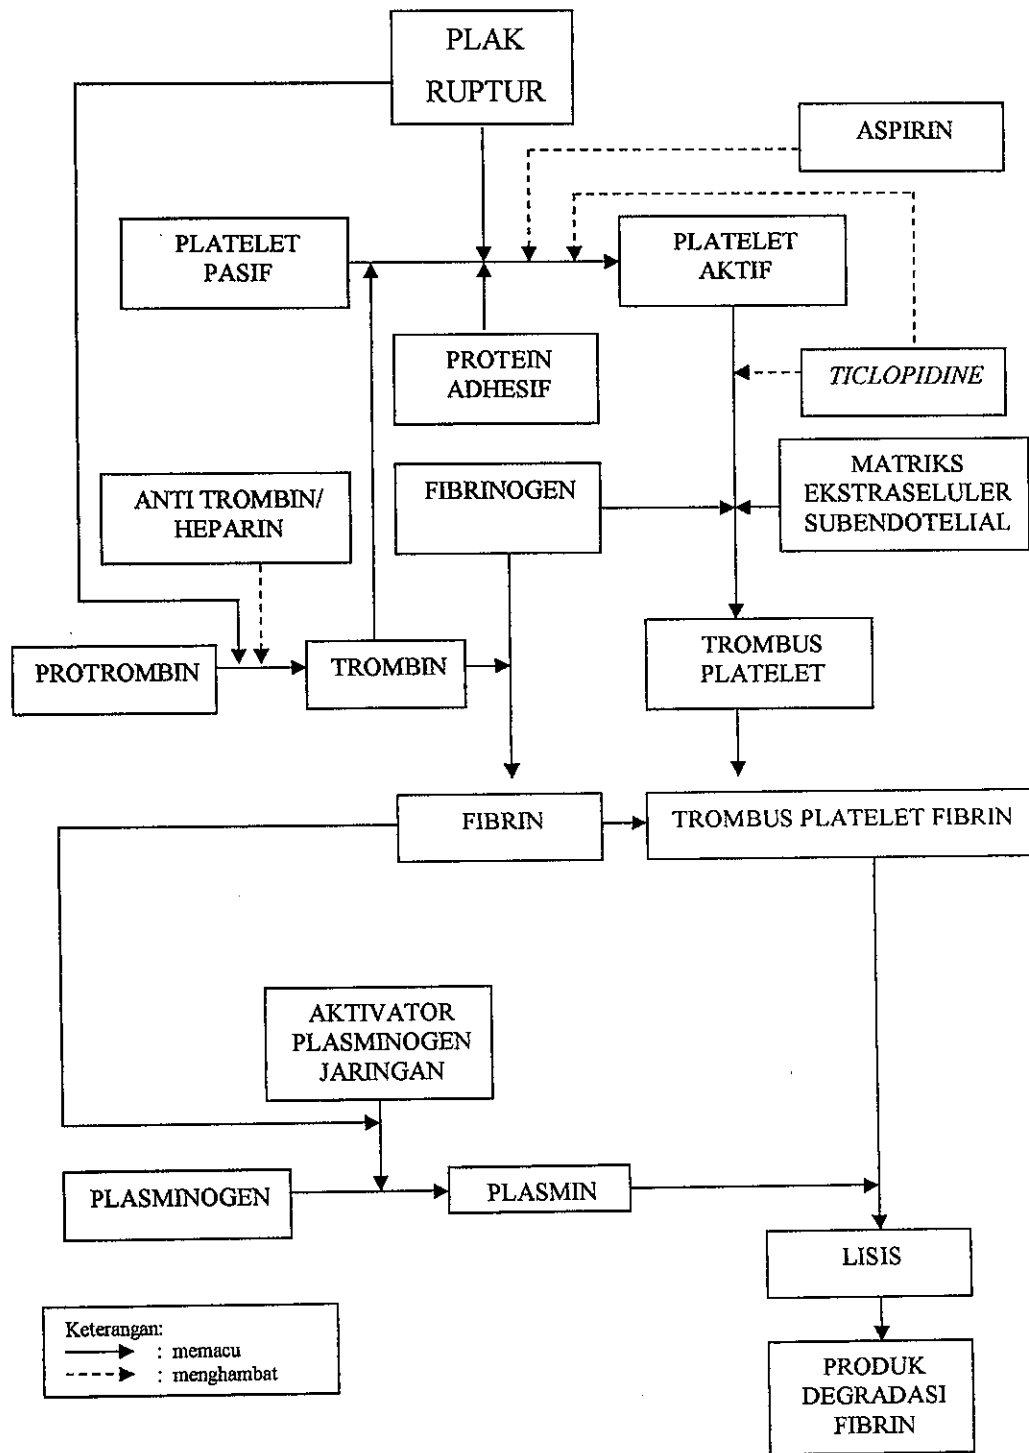 PLAK
RUPTUR
ASPIRIN
PLATELET
PASIF
PLATELET
AKTIF
PROTEIN
ADHESIF
TICLOPIDINE
ANTI TROMBIN/
HEPARIN
FIBRINOGEN
MATRIKS
EKSTRASELULER
SUBENDOTELIAL
PROTROMBIN
TROMBIN
TROMBUS
PLATELET
FIBRIN
TROMBUS PLATELET FIBRIN
AKTIVATOR
PLASMINOGEN
JARINGAN
PLASMINOGEN
PLASMIN
LISIS
Keterangan:
: memacu
: menghambat
PRODUK
DEGRADASI
FIBRIN